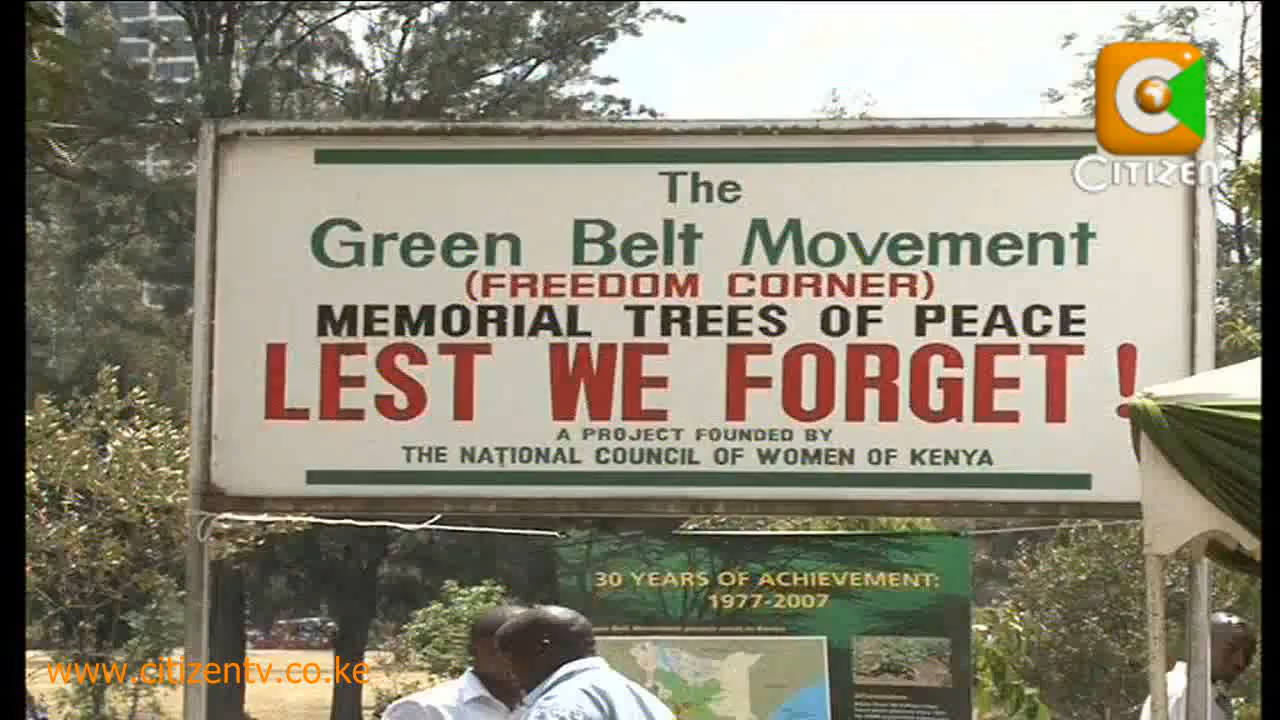 The
Green Belt Movement
(FREEDOM CORNER)
MEMORIAL TREES OF PEACE
LEST WE FORGET !
A PROJECT FOUNDED BY
THE NATIONAL COUNCIL OF WOMEN OF KENYA
CITIZEN
30 YEARS OF ACHIEVEMENT:
1977-2007
www.citizentv.co.ke